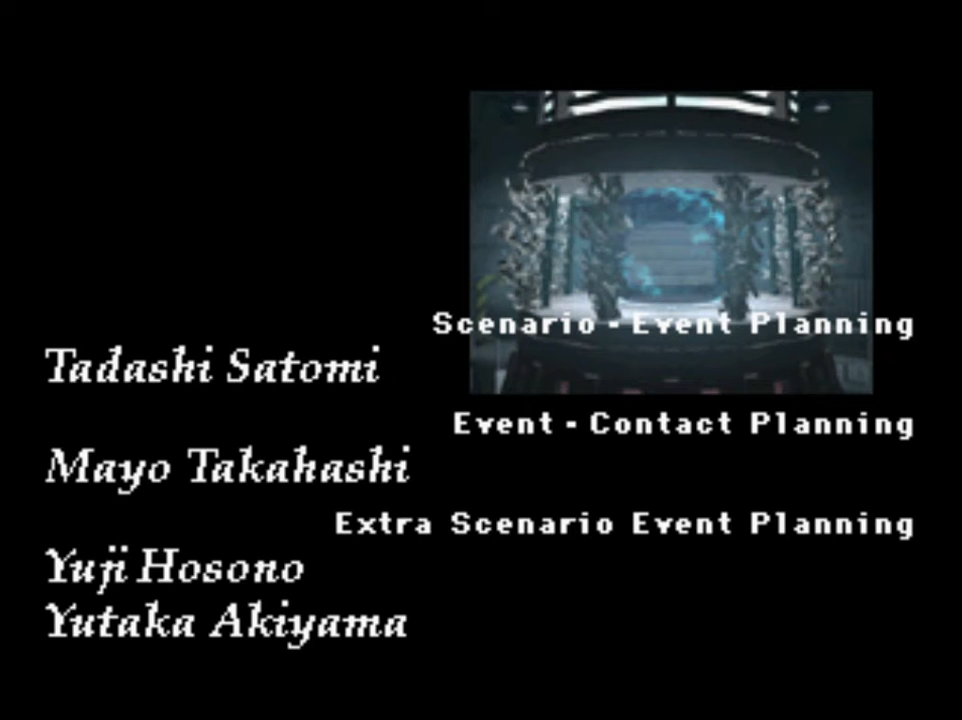 Scenario - Event Planning
Tadashi Satomi
Event - Contact Planning
Mayo Takahashi
Extra Scenario Event Planning
Yuji Hosono
Yutaka Akiyama